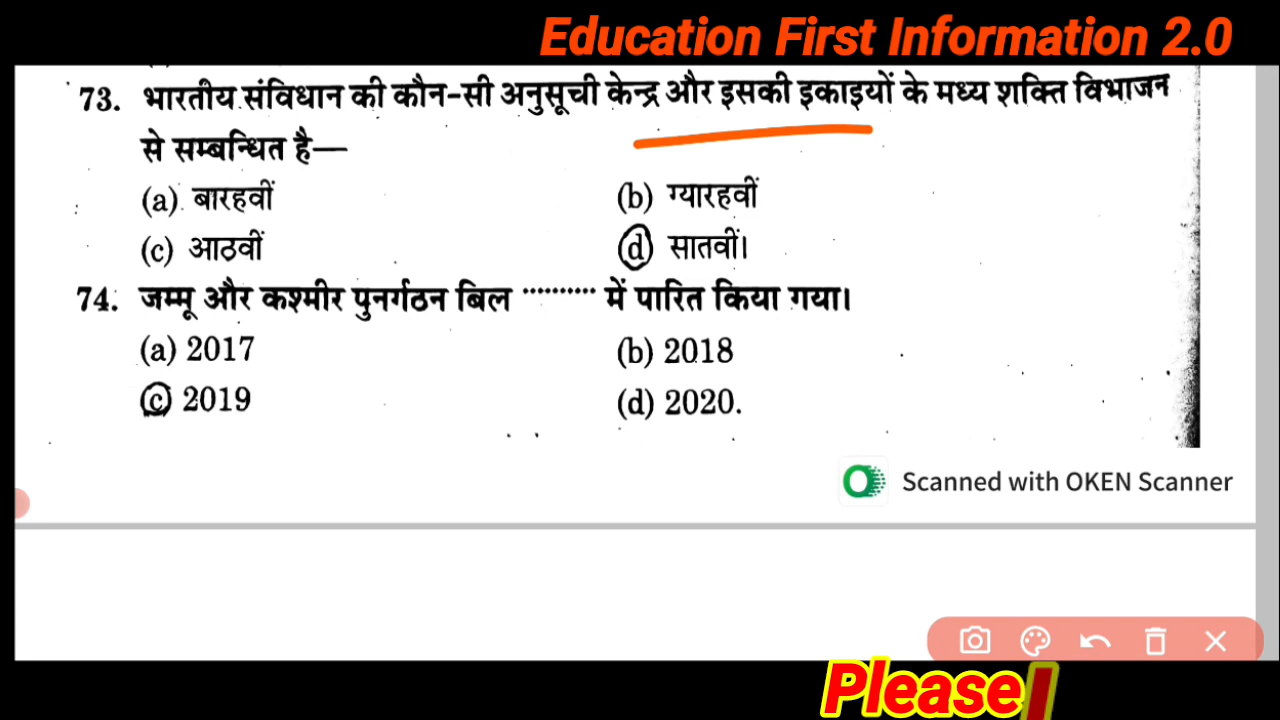 Education First Information 2.0
73. भारतीय संविधान की कौन-सी अनुसूची केन्द्र और इसकी इकाइयों के मध्य शक्ति विभाजन
से सम्बन्धित है—
(a) बारहवीं (b) ग्यारहवीं
(c) आठवीं (d) सातवीं।
74. जम्मू और कश्मीर पुनर्गठन बिल .......... में पारित किया गया।
(a) 2017 (b) 2018
(c) 2019 (d) 2020.
Scanned with OKEN Scanner
Please